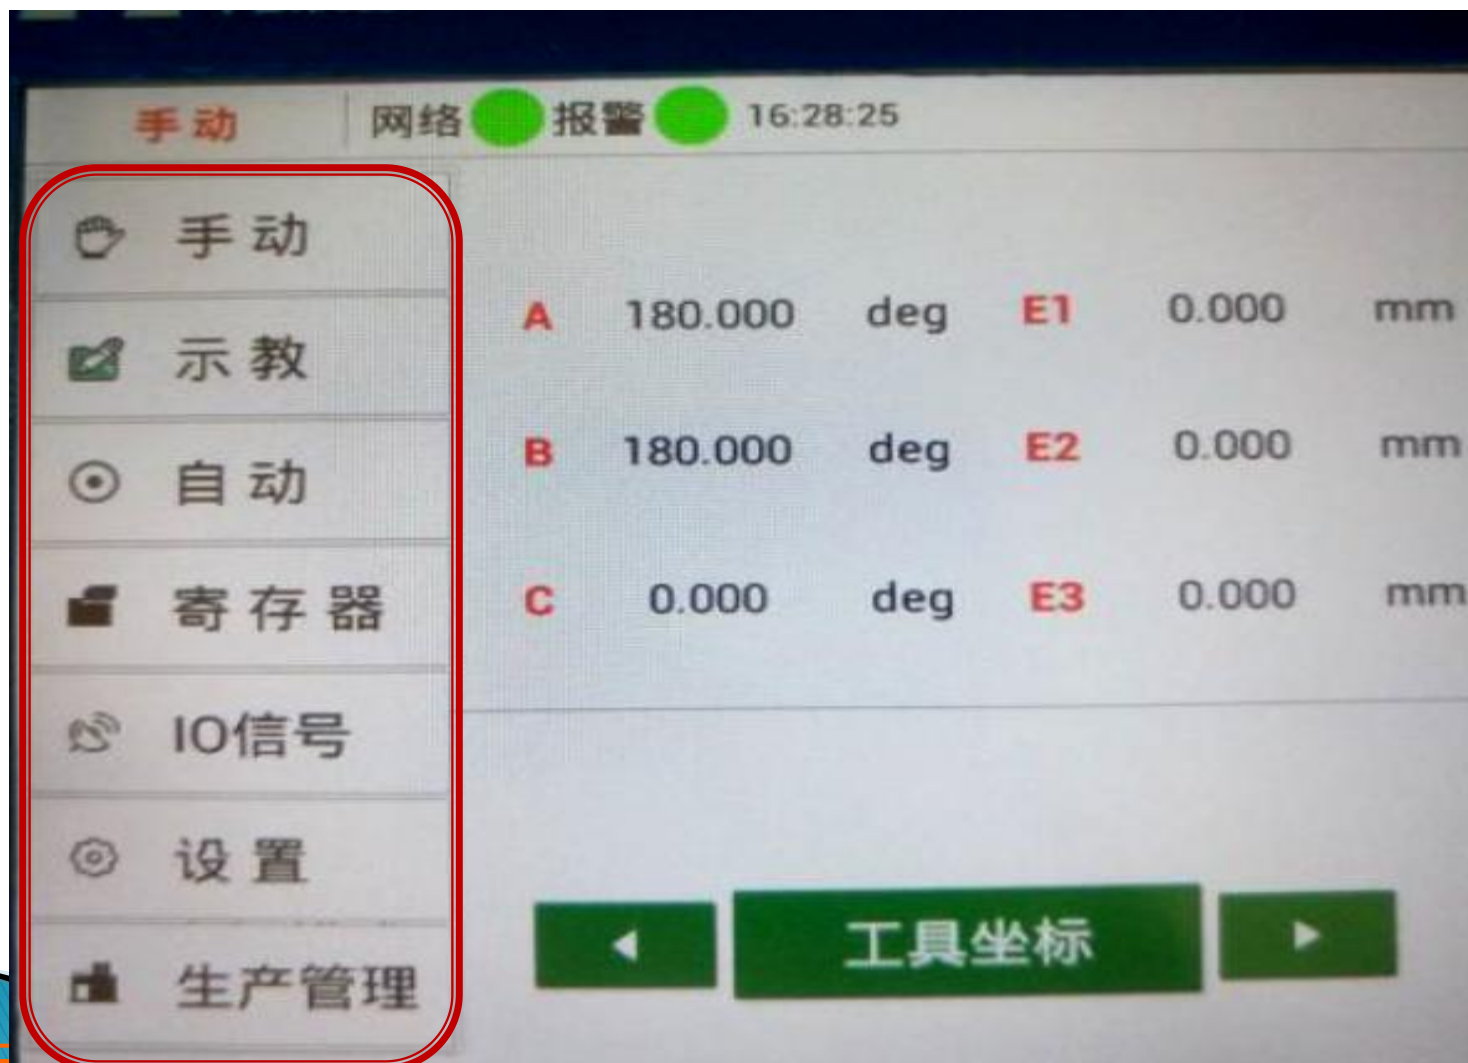 手动 网络 报警 16:28:25
手动
示教
自动
寄存器
IO信号
设置
生产管理
A 180.000 deg E1 0.000 mm
B 180.000 deg E2 0.000 mm
C 0.000 deg E3 0.000 mm
工具坐标